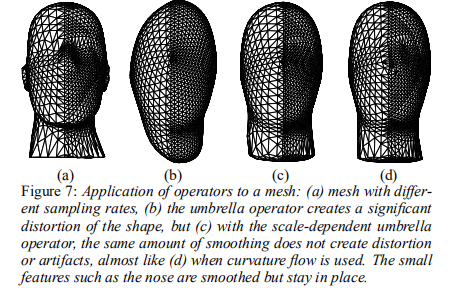 (a) (b) (c) (d)
Figure 7: Application of operators to a mesh: (a) mesh with differ-
ent sampling rates, (b) the umbrella operator creates a significant
distortion of the shape, but (c) with the scale-dependent umbrella
operator, the same amount of smoothing does not create distortion
or artifacts, almost like (d) when curvature flow is used. The small
features such as the nose are smoothed but stay in place.